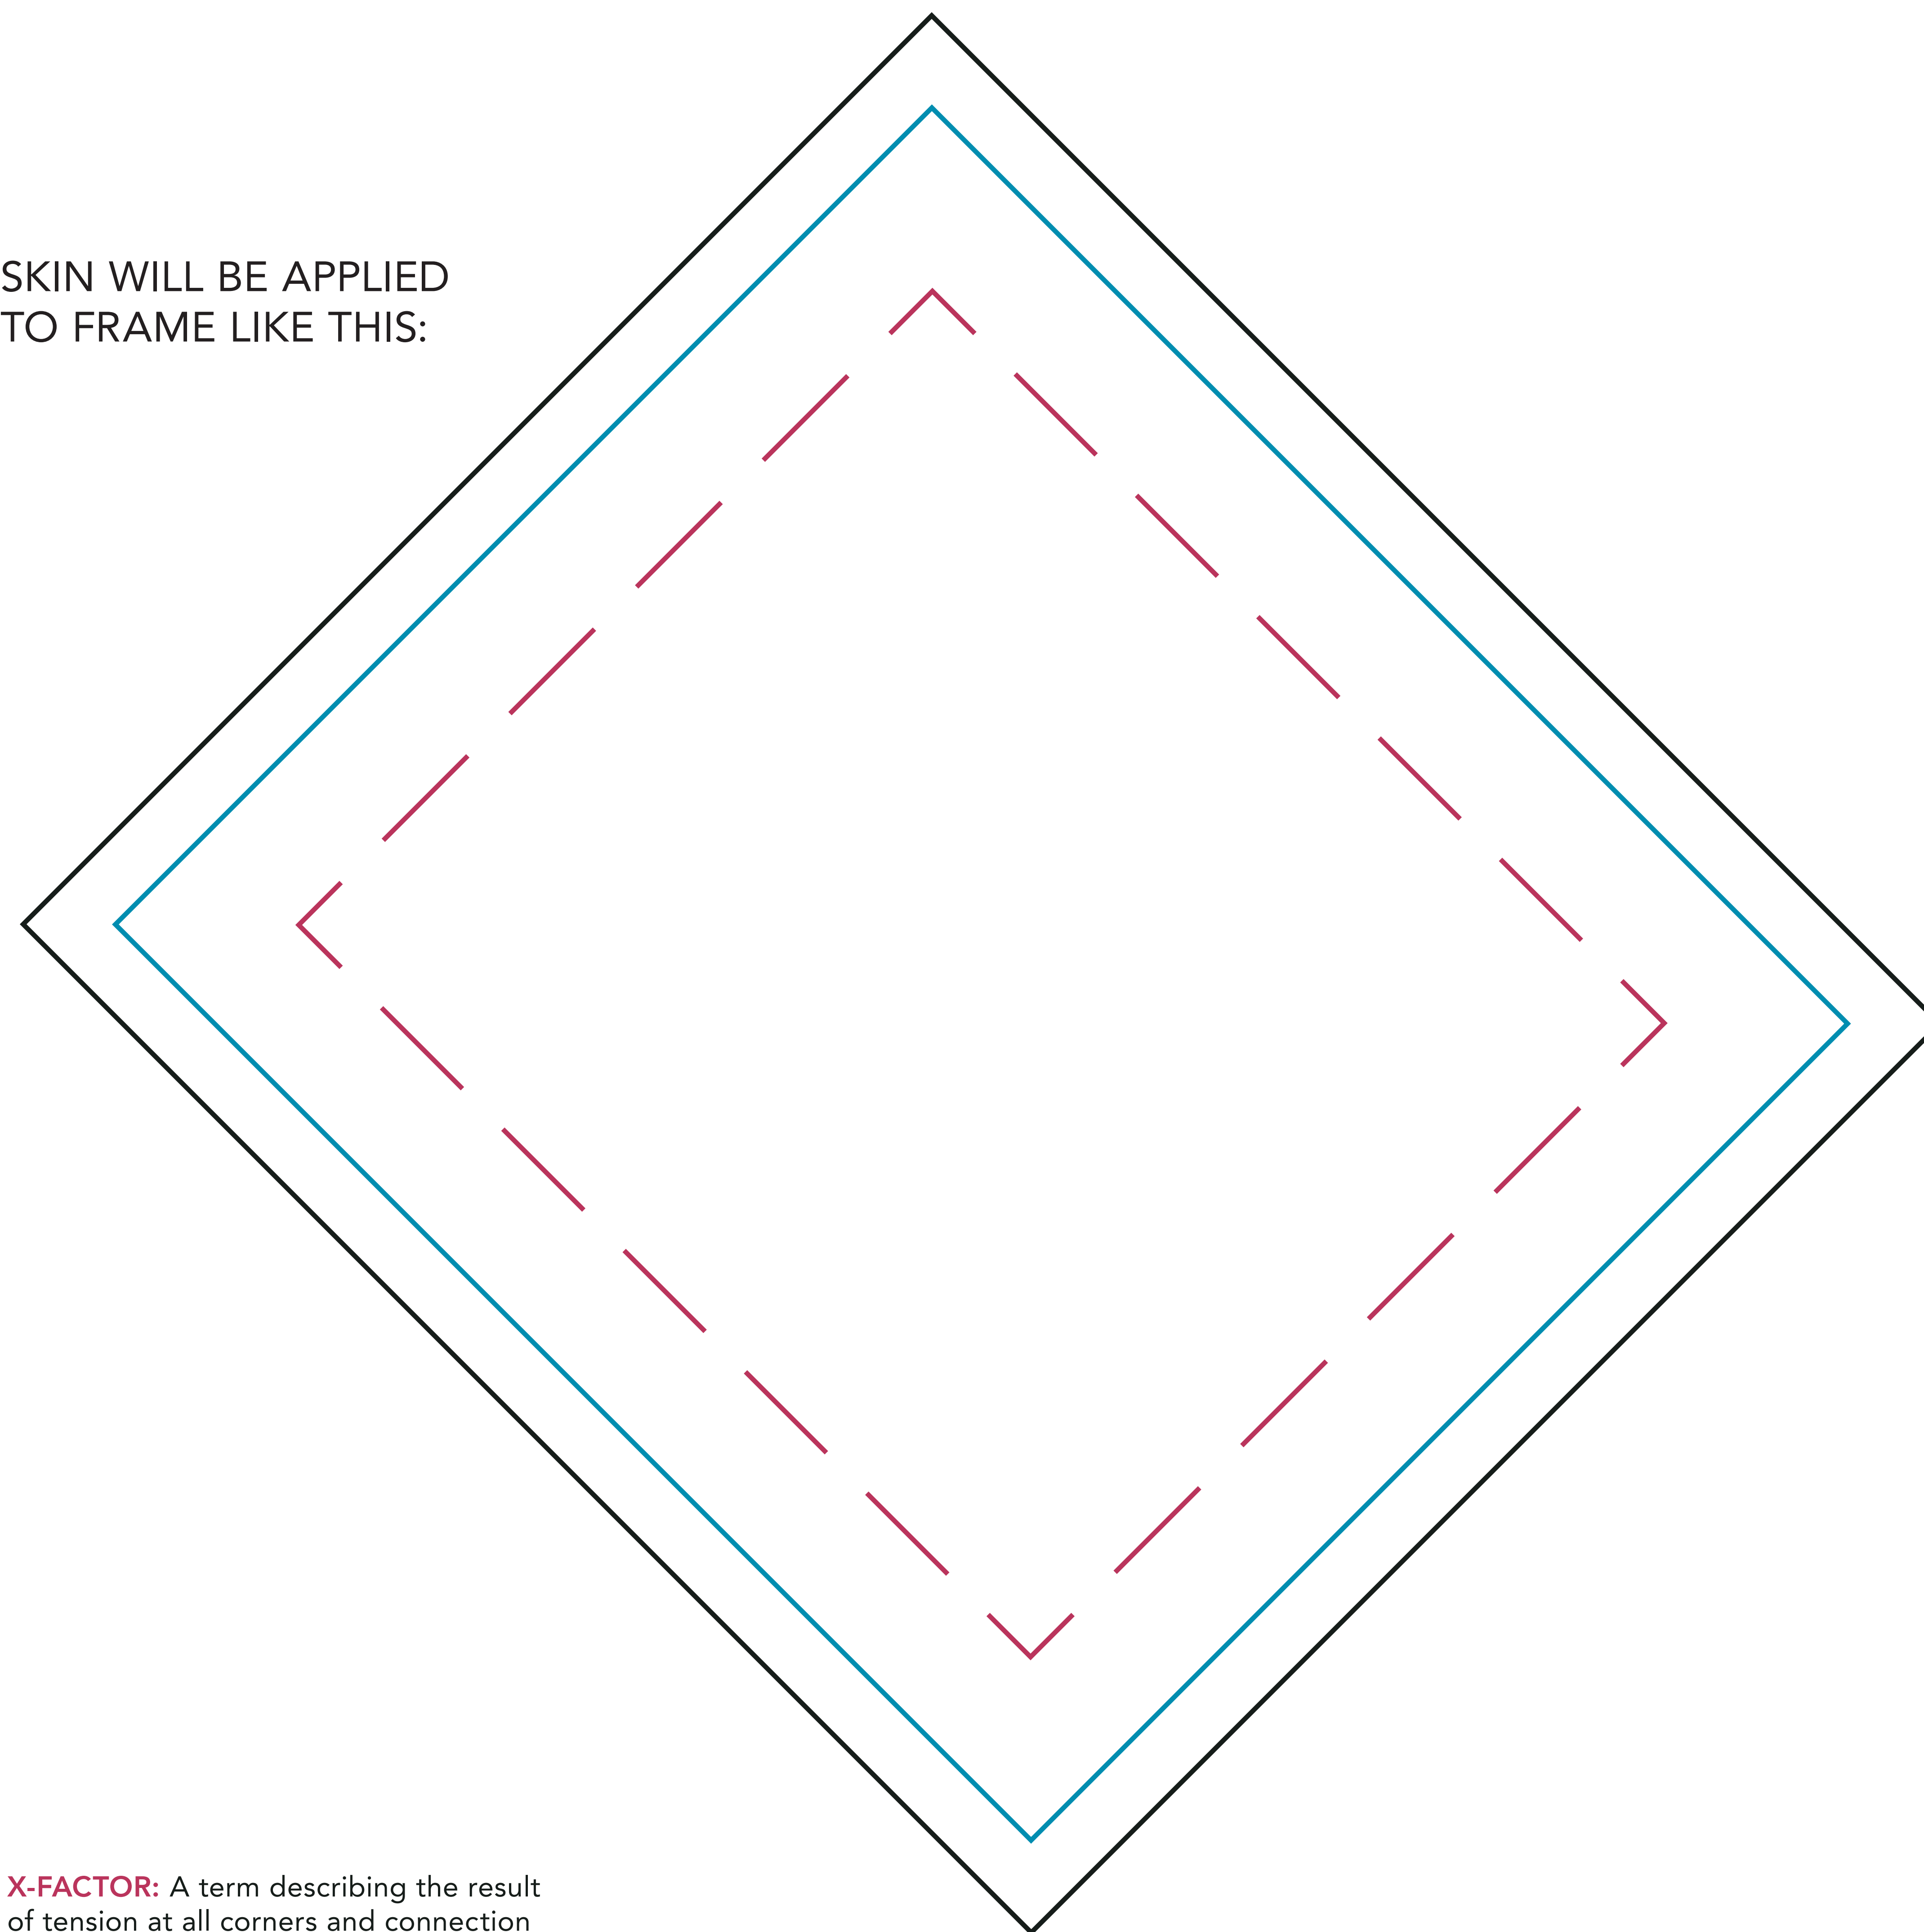 SKIN WILL BE APPLIED
TO FRAME LIKE THIS:
X-FACTOR: A term describing the result
of tension at all corners and connection